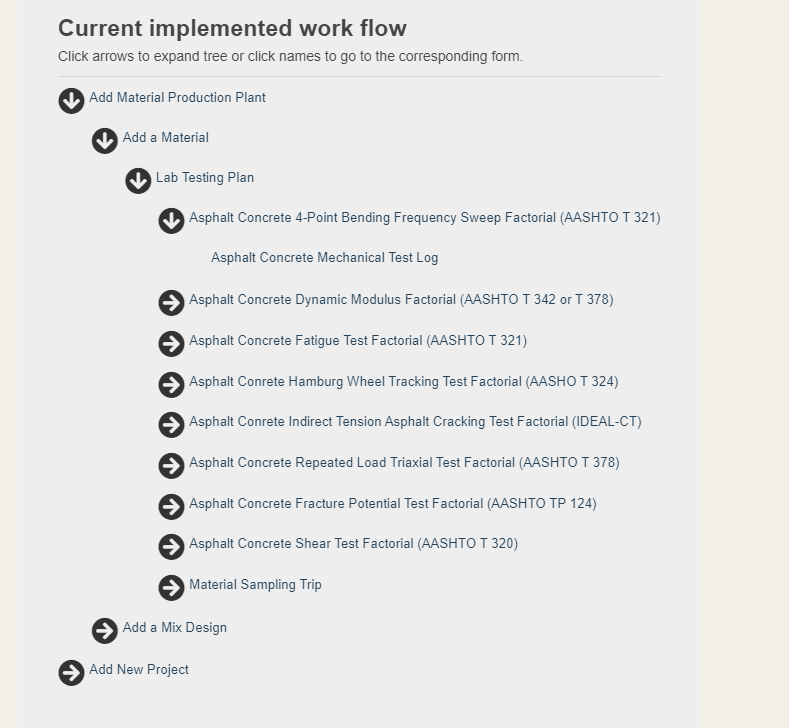 Current implemented work flow
Click arrows to expand tree or click names to go to the corresponding form.
Add Material Production Plant
Add a Material
Lab Testing Plan
Asphalt Concrete 4-Point Bending Frequency Sweep Factorial (AASHTO T 321)
Asphalt Concrete Mechanical Test Log
Asphalt Concrete Dynamic Modulus Factorial (AASHTO T 342 or T 378)
Asphalt Concrete Fatigue Test Factorial (AASHTO T 321)
Asphalt Conrete Hamburg Wheel Tracking Test Factorial (AASHO T 324)
Asphalt Conrete Indirect Tension Asphalt Cracking Test Factorial (IDEAL-CT)
Asphalt Concrete Repeated Load Triaxial Test Factorial (AASHTO T 378)
Asphalt Concrete Fracture Potential Test Factorial (AASHTO TP 124)
Asphalt Concrete Shear Test Factorial (AASHTO T 320)
Material Sampling Trip
Add a Mix Design
Add New Project